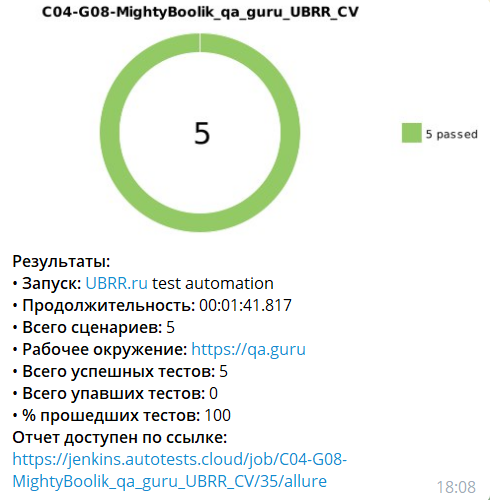 C04-G08-MightyBoolik_qa_guru_UBRR_CV
5
5 passed
Результаты:
• Запуск: UBRR.ru test automation
• Продолжительность: 00:01:41.817
• Всего сценариев: 5
• Рабочее окружение: https://qa.guru
• Всего успешных тестов: 5
• Всего упавших тестов: 0
• % прошедших тестов: 100
Отчет доступен по ссылке:
https://jenkins.autotests.cloud/job/C04-G08-
MightyBoolik_qa_guru_UBRR_CV/35/allure
18:08